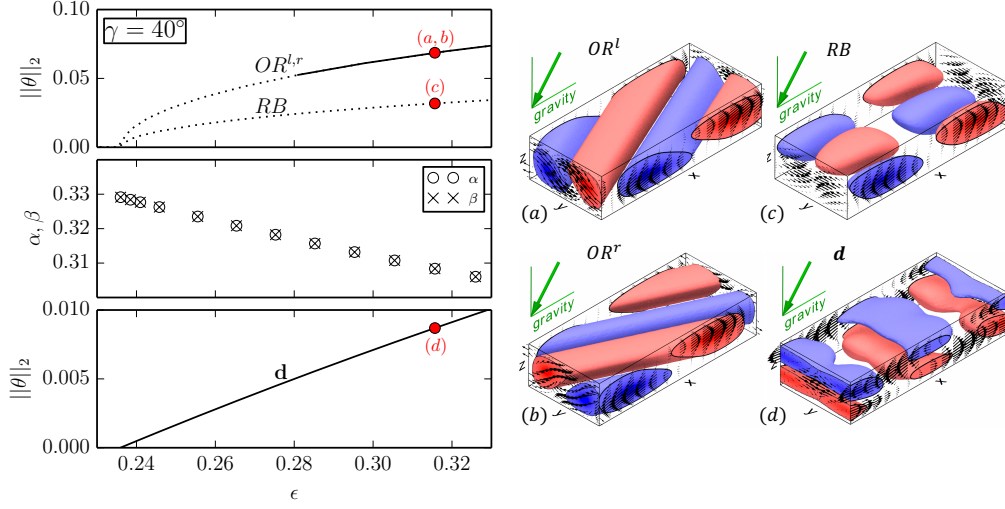 γ = 40°
0.10
0.05
0.00
||θ||₂
OR^{l,r}
RB
(a, b)
(c)
0.33
0.32
0.31
α, β
α
β
0.010
0.005
0.000
||θ||₂
d
(d)
0.24 0.26 0.28 0.30 0.32
ϵ
OR^l
gravity
z
y
x
(a)
RB
gravity
z
y
x
(c)
OR^r
gravity
z
y
x
(b)
d
gravity
z
y
x
(d)